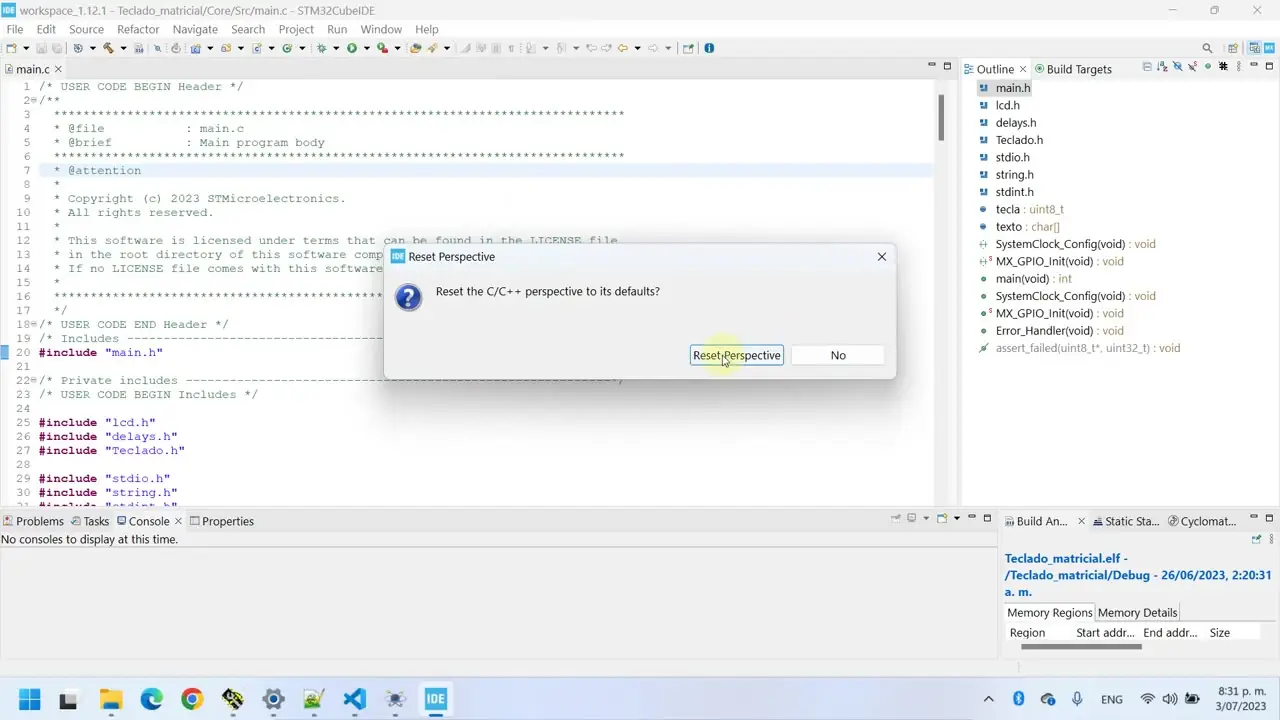 IDE workspace_1.12.1 - Teclado_matricial/Core/Src/main.c - STM32CubeIDE
File Edit Source Refactor Navigate Search Project Run Window Help
main.c
1 /* USER CODE BEGIN Header */
2 /**
3 ******************************************************************************
4 * @file : main.c
5 * @brief : Main program body
6 ******************************************************************************
7 * @attention
8 *
9 * Copyright (c) 2023 STMicroelectronics.
10 * All rights reserved.
11 *
12 * This software is licensed under terms that can be found in the LICENSE file
13 * in the root directory of this software comp
14 * If no LICENSE file comes with this software
15 *
16 *********************************************
17 */
18 /* USER CODE END Header */
19 /* Includes -----------------------------------
20 #include "main.h"
21
22 /* Private includes ----------------------------------------------------------*/
23 /* USER CODE BEGIN Includes */
24
25 #include "lcd.h"
26 #include "delays.h"
27 #include "Teclado.h"
28
29 #include "stdio.h"
30 #include "string.h"
31 #include "stdint.h"
IDE Reset Perspective
Reset the C/C++ perspective to its defaults?
Reset Perspective No
Outline Build Targets
main.h
lcd.h
delays.h
Teclado.h
stdio.h
string.h
stdint.h
tecla : uint8_t
texto : char[]
SystemClock_Config(void) : void
MX_GPIO_Init(void) : void
main(void) : int
SystemClock_Config(void) : void
MX_GPIO_Init(void) : void
Error_Handler(void) : void
assert_failed(uint8_t*, uint32_t) : void
Problems Tasks Console Properties
No consoles to display at this time.
Build An... Static Sta... Cyclomat...
Teclado_matricial.elf -
/Teclado_matricial/Debug - 26/06/2023, 2:20:31
a. m.
Memory Regions Memory Details
Region Start addr... End addr... Size
IDE
ENG
8:31 p. m.
3/07/2023